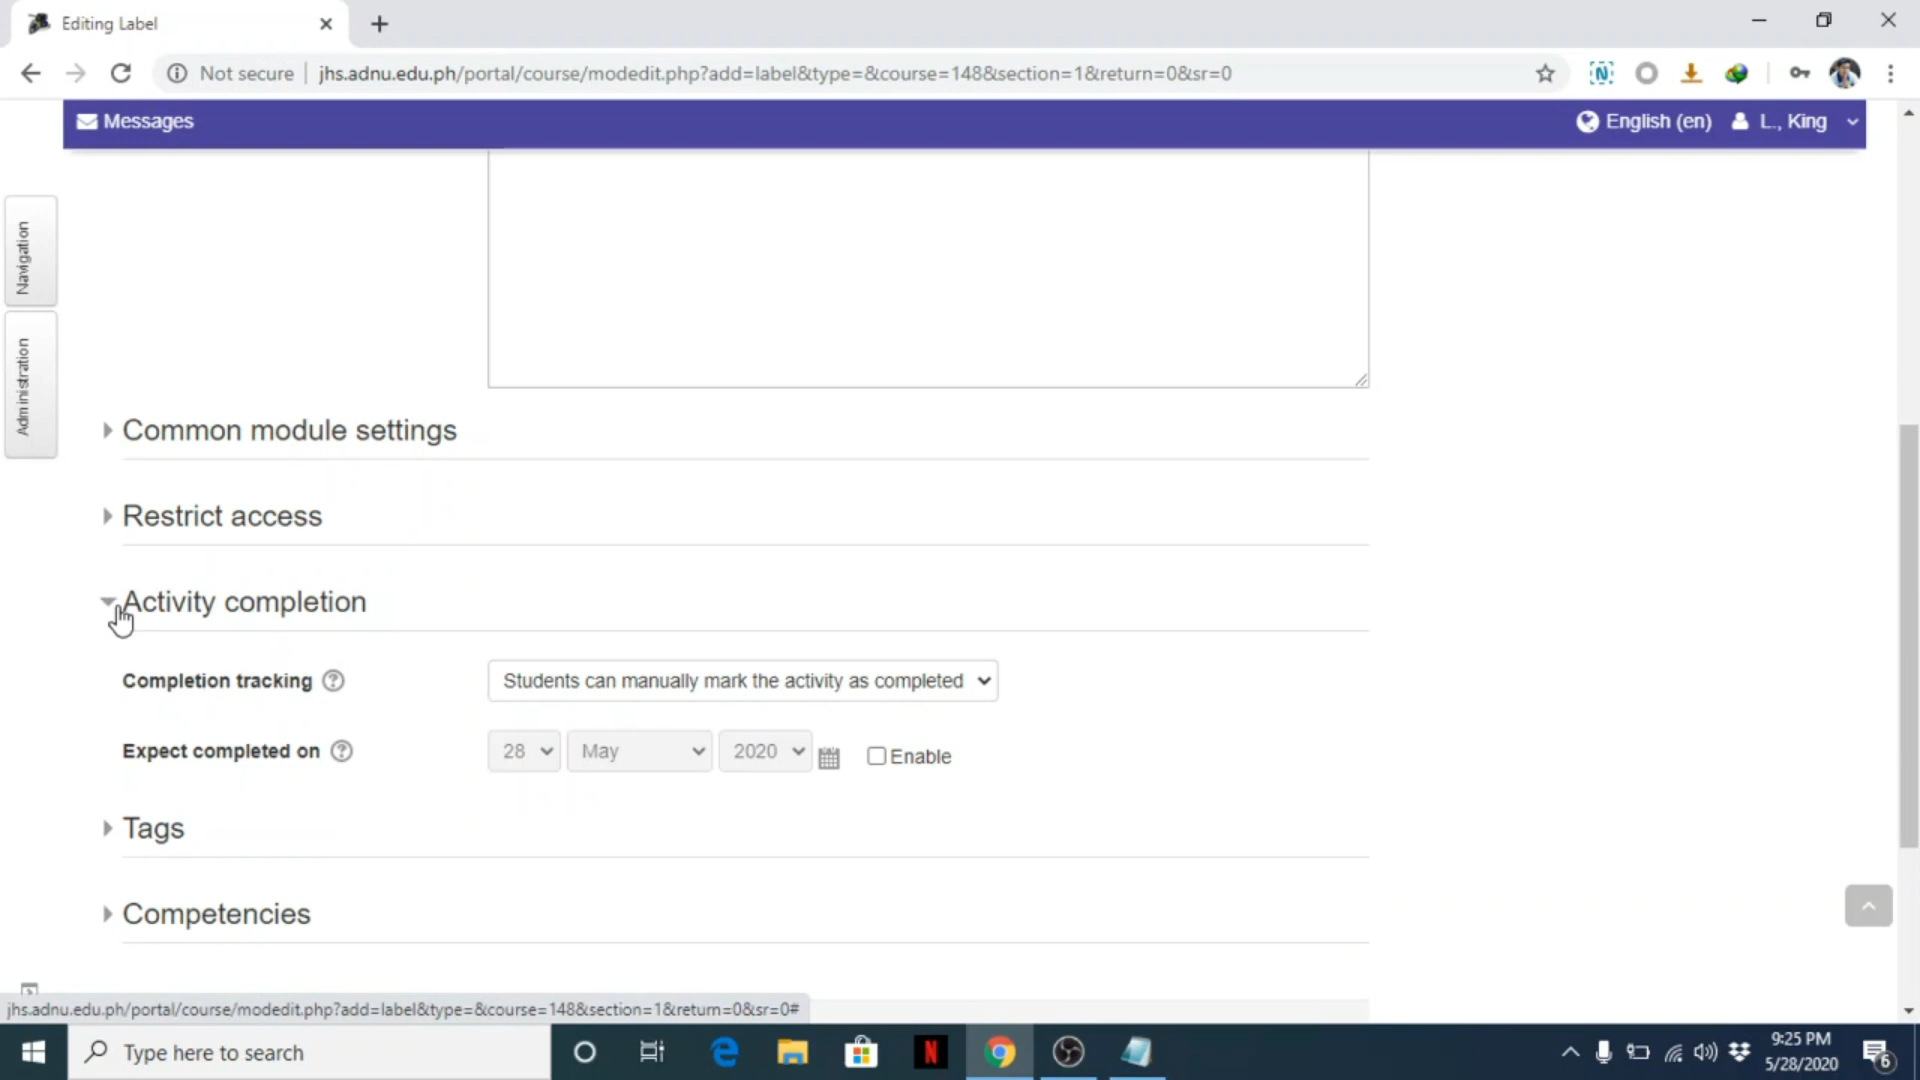 Editing Label
Not secure jhs.adnu.edu.ph/portal/course/modedit.php?add=label&type=&course=148&section=1&return=0&sr=0
Messages English (en) L., King
Navigation
Administration
Common module settings
Restrict access
Activity completion
Completion tracking ? Students can manually mark the activity as completed
Expect completed on ? 28 May 2020 Enable
Tags
Competencies
jhs.adnu.edu.ph/portal/course/modedit.php?add=label&type=&course=148&section=1&return=0&sr=0#
Type here to search
9:25 PM
5/28/2020
6